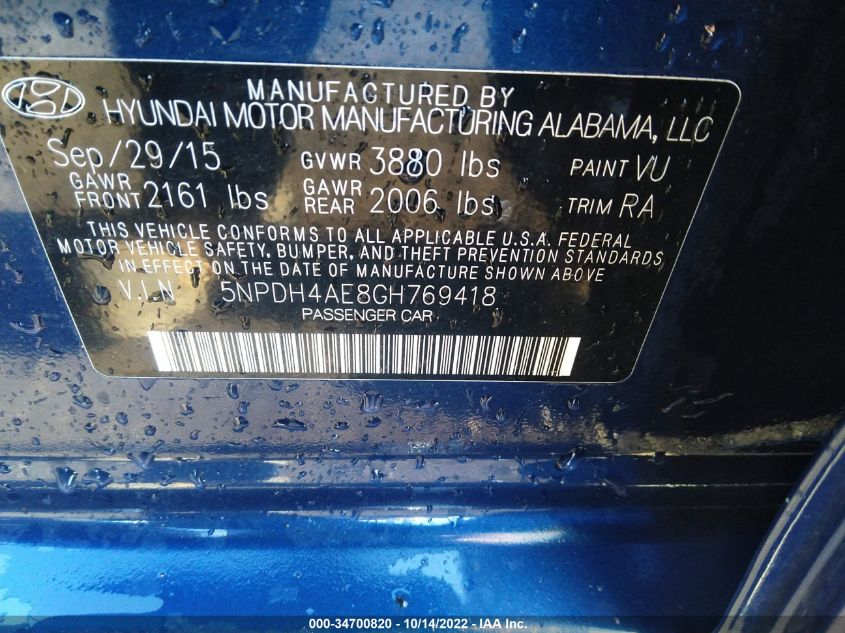 MANUFACTURED BY
HYUNDAI MOTOR MANUFACTURING ALABAMA, LLC
Sep/29/15 GVWR 3880 lbs PAINT VU
GAWR FRONT 2161 lbs GAWR REAR 2006 lbs TRIM RA
THIS VEHICLE CONFORMS TO ALL APPLICABLE U.S.A. FEDERAL
MOTOR VEHICLE SAFETY, BUMPER, AND THEFT PREVENTION STANDARDS
IN EFFECT ON THE DATE OF MANUFACTURE SHOWN ABOVE
V.I.N 5NPDH4AE8GH769418
PASSENGER CAR
000-34700820 - 10/14/2022 - IAA Inc.